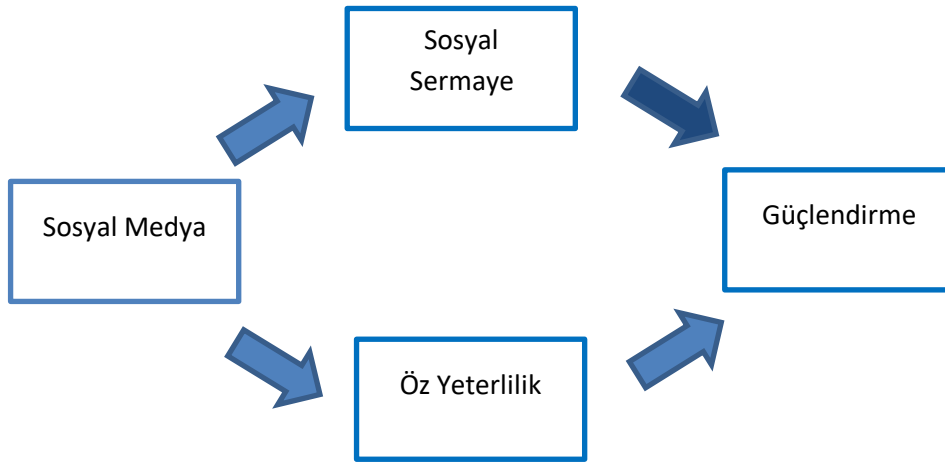 Sosyal
Sermaye
Sosyal Medya
Güçlendirme
Öz Yeterlilik